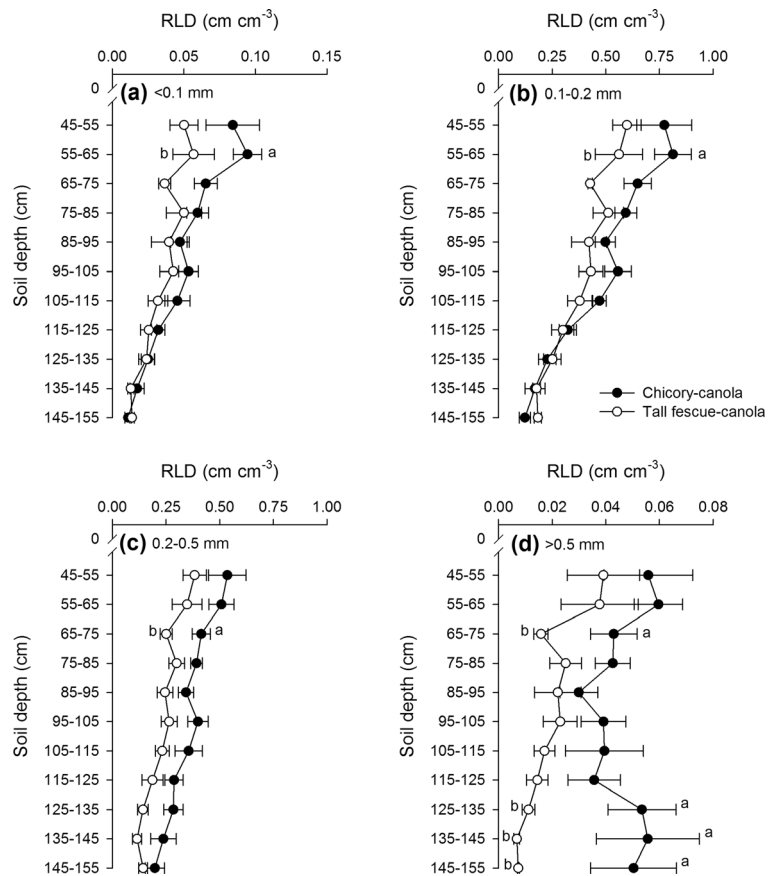 RLD (cm cm⁻³)
0.00 0.05 0.10 0.15
0
(a) <0.1 mm
45-55
55-65 b a
65-75
75-85
85-95
95-105
105-115
115-125
125-135
135-145
145-155
Soil depth (cm)
RLD (cm cm⁻³)
0.00 0.25 0.50 0.75 1.00
0
(b) 0.1-0.2 mm
45-55
55-65 b a
65-75
75-85
85-95
95-105
105-115
115-125
125-135
135-145
145-155
Soil depth (cm)
Chicory-canola
Tall fescue-canola
RLD (cm cm⁻³)
0.00 0.25 0.50 0.75 1.00
0
(c) 0.2-0.5 mm
45-55
55-65
65-75 b a
75-85
85-95
95-105
105-115
115-125
125-135
135-145
145-155
Soil depth (cm)
RLD (cm cm⁻³)
0.00 0.02 0.04 0.06 0.08
0
(d) >0.5 mm
45-55
55-65
65-75 b a
75-85
85-95
95-105
105-115
115-125
125-135 b a
135-145 b a
145-155 b a
Soil depth (cm)